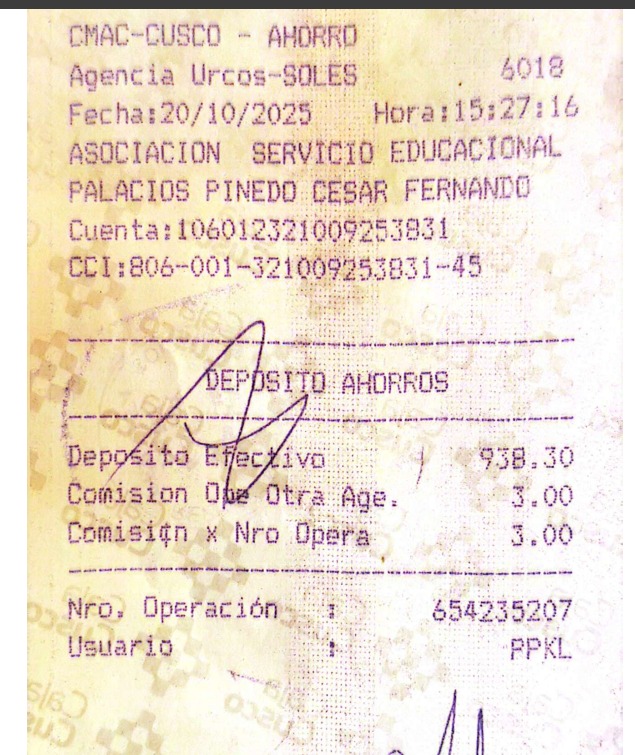 CMAC-CUSCO - AHORRO
Agencia Urcos-SOLES 6018
Fecha:20/10/2025 Hora:15:27:16
ASOCIACION SERVICIO EDUCACIONAL
PALACIOS PINEDO CESAR FERNANDO
Cuenta:106012321009253831
CCI:806-001-321009253831-45
DEPOSITO AHORROS
Deposito Efectivo 938.30
Comision Ope Otra Age. 3.00
Comision x Nro Opera 3.00
Nro. Operación : 654235207
Usuario : PPKL